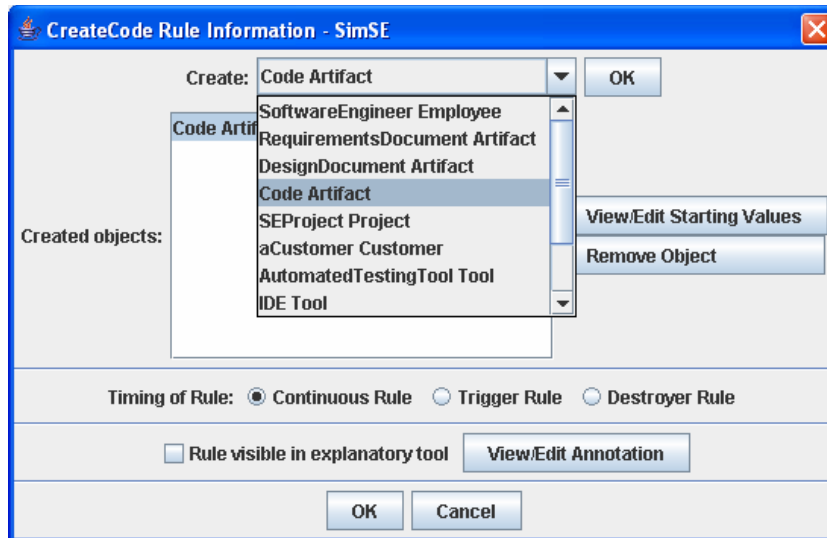 CreateCode Rule Information - SimSE
Create: Code Artifact OK
SoftwareEngineer Employee
Code Artif
RequirementsDocument Artifact
DesignDocument Artifact
Code Artifact
SEProject Project
View/Edit Starting Values
Created objects:
aCustomer Customer
Remove Object
AutomatedTestingTool Tool
IDE Tool
Timing of Rule: Continuous Rule Trigger Rule Destroyer Rule
Rule visible in explanatory tool View/Edit Annotation
OK Cancel